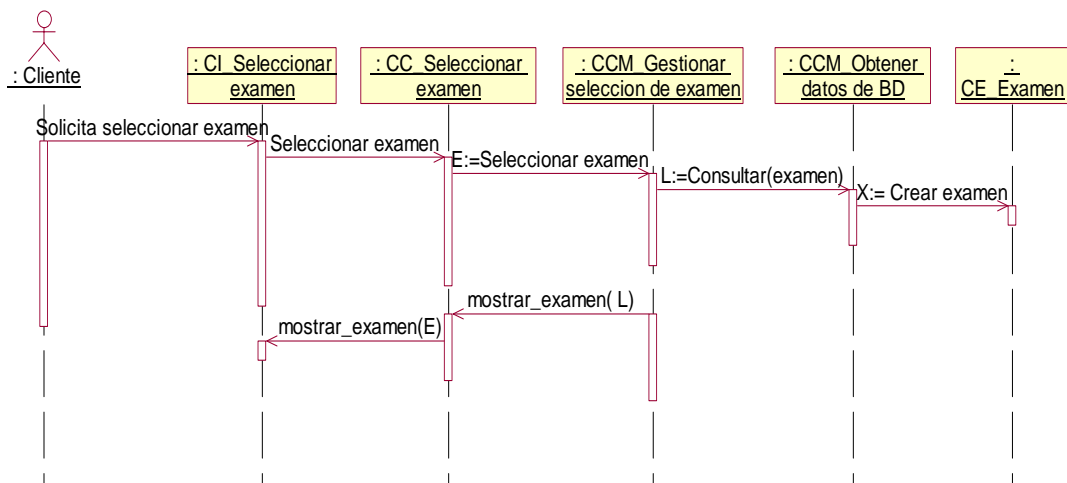 : Cliente
: CI_Seleccionar
examen
: CC_Seleccionar
examen
: CCM_Gestionar
seleccion de examen
: CCM_Obtener
datos de BD
:
CE_Examen
Solicita seleccionar examen
Seleccionar examen
E:=Seleccionar examen
L:=Consultar(examen)
X:= Crear examen
mostrar_examen( L)
mostrar_examen(E)